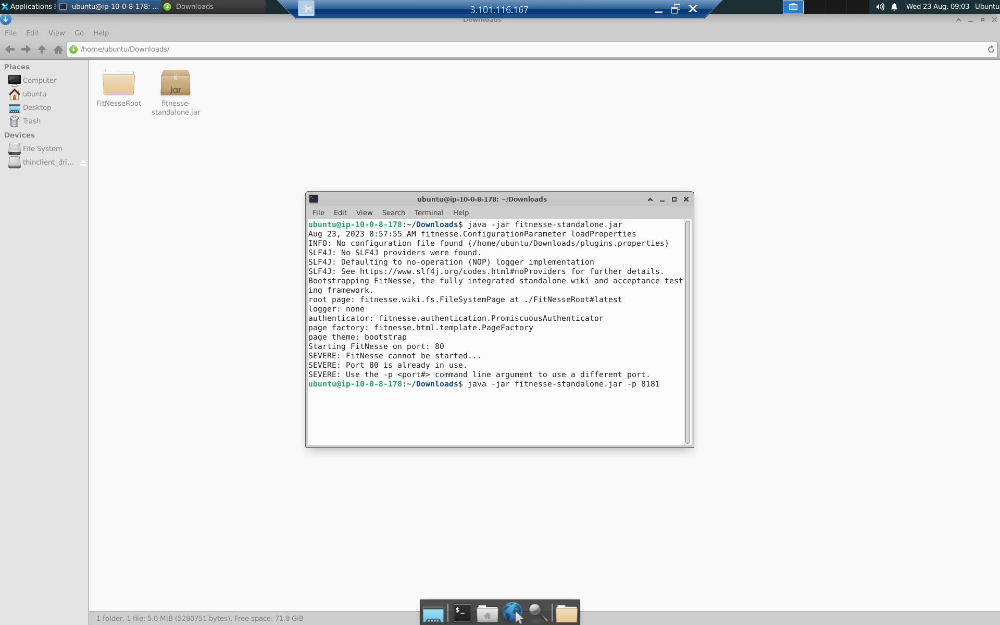 Applications
ubuntu@ip-10-0-8-178: ...
Downloads
3.101.116.167
Wed 23 Aug, 09:03
Ubuntu
Downloads
File Edit View Go Help
/home/ubuntu/Downloads/
Places
Computer
ubuntu
Desktop
Trash
Devices
File System
thinclient_dri...
FitNesseRoot
jar
fitnesse-
standalone.jar
ubuntu@ip-10-0-8-178: ~/Downloads
File Edit View Search Terminal Help
ubuntu@ip-10-0-8-178:~/Downloads$ java -jar fitnesse-standalone.jar
Aug 23, 2023 8:57:55 AM fitnesse.ConfigurationParameter loadProperties
INFO: No configuration file found (/home/ubuntu/Downloads/plugins.properties)
SLF4J: No SLF4J providers were found.
SLF4J: Defaulting to no-operation (NOP) logger implementation
SLF4J: See https://www.slf4j.org/codes.html#noProviders for further details.
Bootstrapping FitNesse, the fully integrated standalone wiki and acceptance test
ing framework.
root page: fitnesse.wiki.fs.FileSystemPage at ./FitNesseRoot#latest
logger: none
authenticator: fitnesse.authentication.PromiscuousAuthenticator
page factory: fitnesse.html.template.PageFactory
page theme: bootstrap
Starting FitNesse on port: 80
SEVERE: FitNesse cannot be started...
SEVERE: Port 80 is already in use.
SEVERE: Use the -p <port#> command line argument to use a different port.
ubuntu@ip-10-0-8-178:~/Downloads$ java -jar fitnesse-standalone.jar -p 8181
$_
1 folder, 1 file: 5.0 MiB (5280751 bytes), Free space: 71.8 GiB